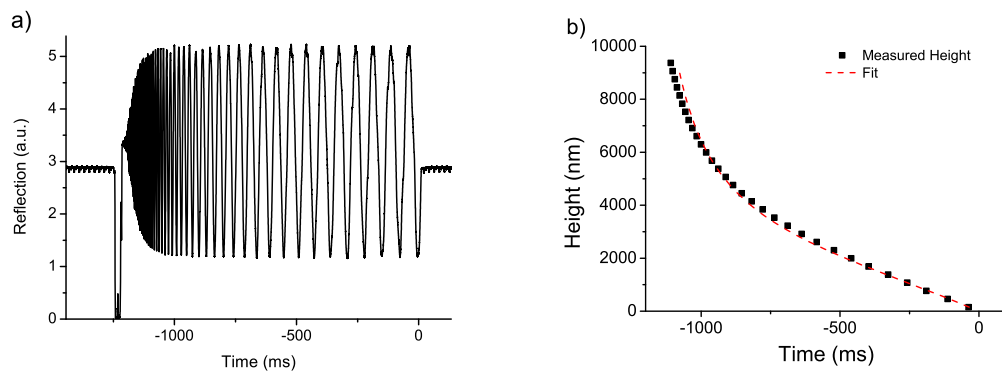 a)
Reflection (a.u.)
5
4
3
2
1
0
-1000
-500
0
Time (ms)
b)
Height (nm)
10000
8000
6000
4000
2000
0
-1000
-500
0
Time (ms)
Measured Height
Fit